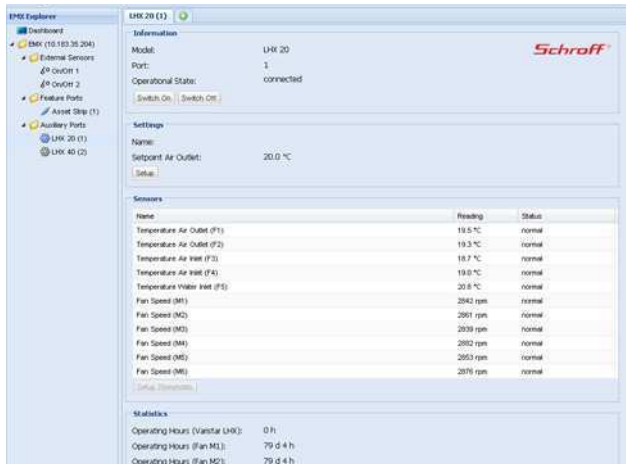 EMX Explorer
Dashboard
EMX (10.183.35.204)
External Sensors
On/Off 1
On/Off 2
Feature Ports
Asset Strip (1)
Auxiliary Ports
LHX 20 (1)
LHX 40 (2)
LHX 20 (1)
Information
Schroff
Model: LHX 20
Port: 1
Operational State: connected
Switch On Switch Off
Settings
Name:
Setpoint Air Outlet: 20.0 °C
Setup
Sensors
Name Reading Status
Temperature Air Outlet (F1) 19.5 °C normal
Temperature Air Outlet (F2) 19.3 °C normal
Temperature Air Inlet (F3) 18.7 °C normal
Temperature Air Inlet (F4) 19.0 °C normal
Temperature Water Inlet (F5) 20.8 °C normal
Fan Speed (M1) 2842 rpm normal
Fan Speed (M2) 2861 rpm normal
Fan Speed (M3) 2839 rpm normal
Fan Speed (M4) 2882 rpm normal
Fan Speed (M5) 2853 rpm normal
Fan Speed (M6) 2876 rpm normal
Setup Thresholds
Statistics
Operating Hours (Varistar LHX): 0 h
Operating Hours (Fan M1): 79 d 4 h
Operating Hours (Fan M2): 79 d 4 h